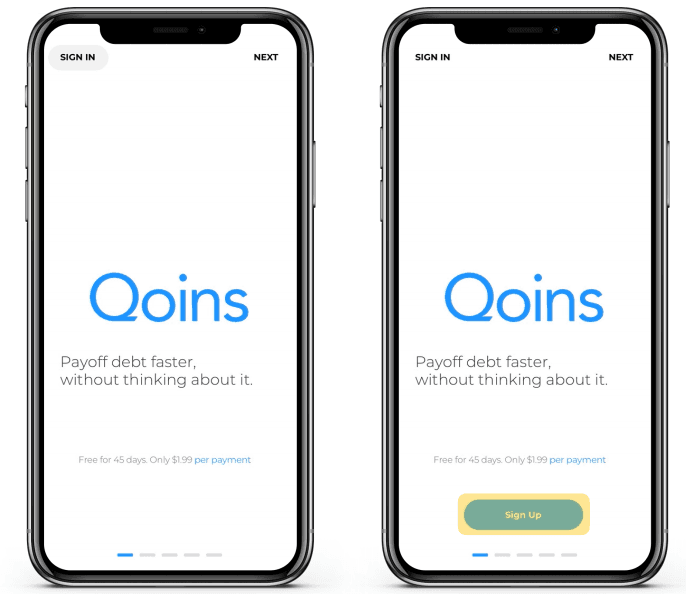 SIGN IN
NEXT
Qoins
Payoff debt faster,
without thinking about it.
Free for 45 days. Only $1.99 per payment
SIGN IN
NEXT
Qoins
Payoff debt faster,
without thinking about it.
Free for 45 days. Only $1.99 per payment
Sign Up